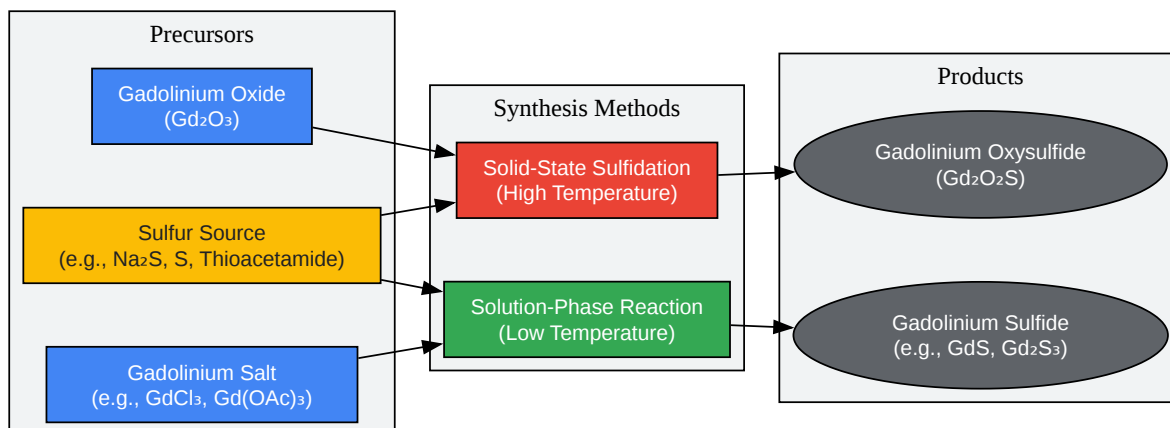 Precursors
Gadolinium Oxide
(Gd₂O₃)
Sulfur Source
(e.g., Na₂S, S, Thioacetamide)
Gadolinium Salt
(e.g., GdCl₃, Gd(OAc)₃)
Synthesis Methods
Solid-State Sulfidation
(High Temperature)
Solution-Phase Reaction
(Low Temperature)
Products
Gadolinium Oxysulfide
(Gd₂O₂S)
Gadolinium Sulfide
(e.g., GdS, Gd₂S₃)